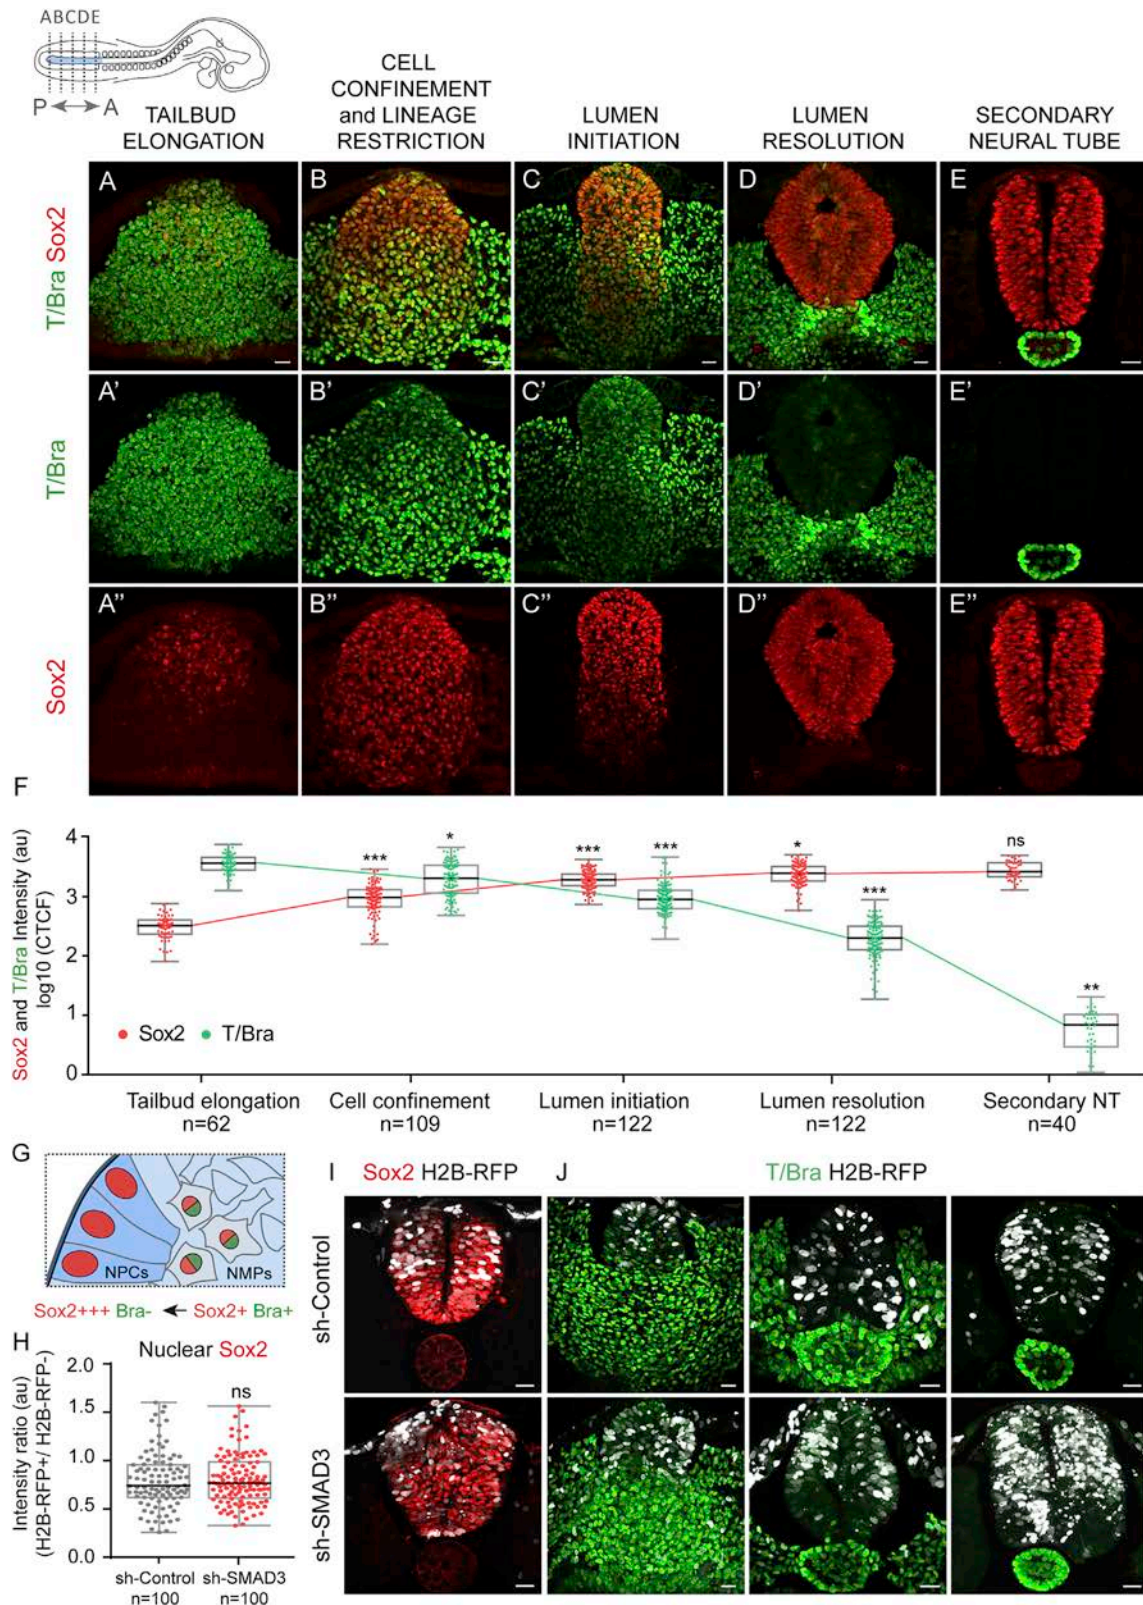 ABCDE
P A
TAILBUD
ELONGATION
CELL
CONFINEMENT
and LINEAGE
RESTRICTION
LUMEN
INITIATION
LUMEN
RESOLUTION
SECONDARY
NEURAL TUBE
T/Bra Sox2
A
B
C
D
E
T/Bra
A'
B'
C'
D'
E'
Sox2
A"
B"
C"
D"
E"
F
Sox2 and T/Bra Intensity (au)
log10 (CTCF)
4
3
2
1
0
***
*
***
***
*
***
ns
**
Sox2 T/Bra
Tailbud elongation
n=62
Cell confinement
n=109
Lumen initiation
n=122
Lumen resolution
n=122
Secondary NT
n=40
G
NPCs
NMPs
Sox2+++ Bra- Sox2+ Bra+
H
Nuclear Sox2
Intensity ratio (au)
(H2B-RFP+/ H2B-RFP-)
2.0
1.5
1.0
0.5
0.0
ns
sh-Control
n=100
sh-SMAD3
n=100
I Sox2 H2B-RFP
J T/Bra H2B-RFP
sh-Control
sh-SMAD3